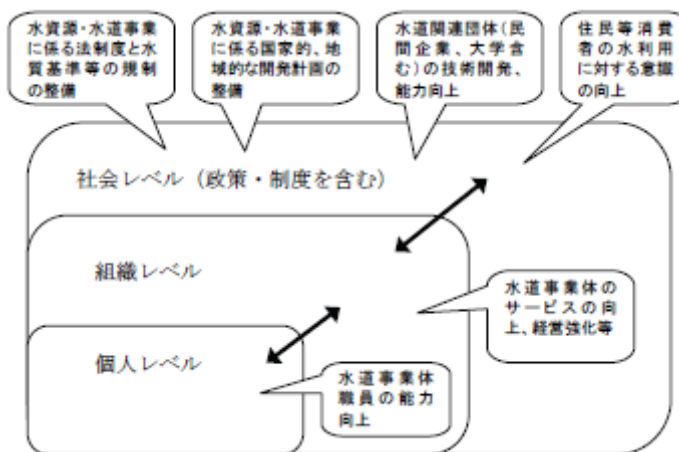 水資源・水道事業
に係る法制度と水
質基準等の規制
の整備
水資源・水道事業
に係る国家的、地
域的な開発計画の
整備
水道関連団体(民
間企業、大学含
む)の技術開発、
能力向上
住民等消費
者の水利用
に対する意識
の向上
社会レベル(政策・制度を含む)
組織レベル
水道事業体の
サービスの向
上、経営強化等
個人レベル
水道事業体
職員の能力
向上